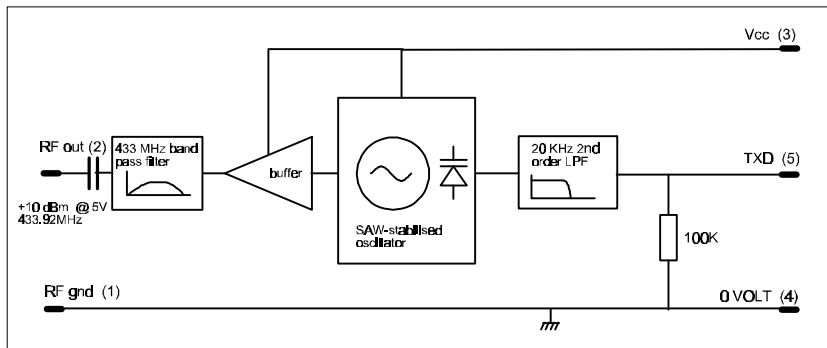 Vcc (3)
RF out (2)
433 MHz band
pass filter
buffer
20 KHz 2nd
order LPF
TXD (5)
+10 dBm @ 5V
433.92MHz
SAW-stabilised
oscillator
100K
RF gnd (1)
0 VOLT (4)